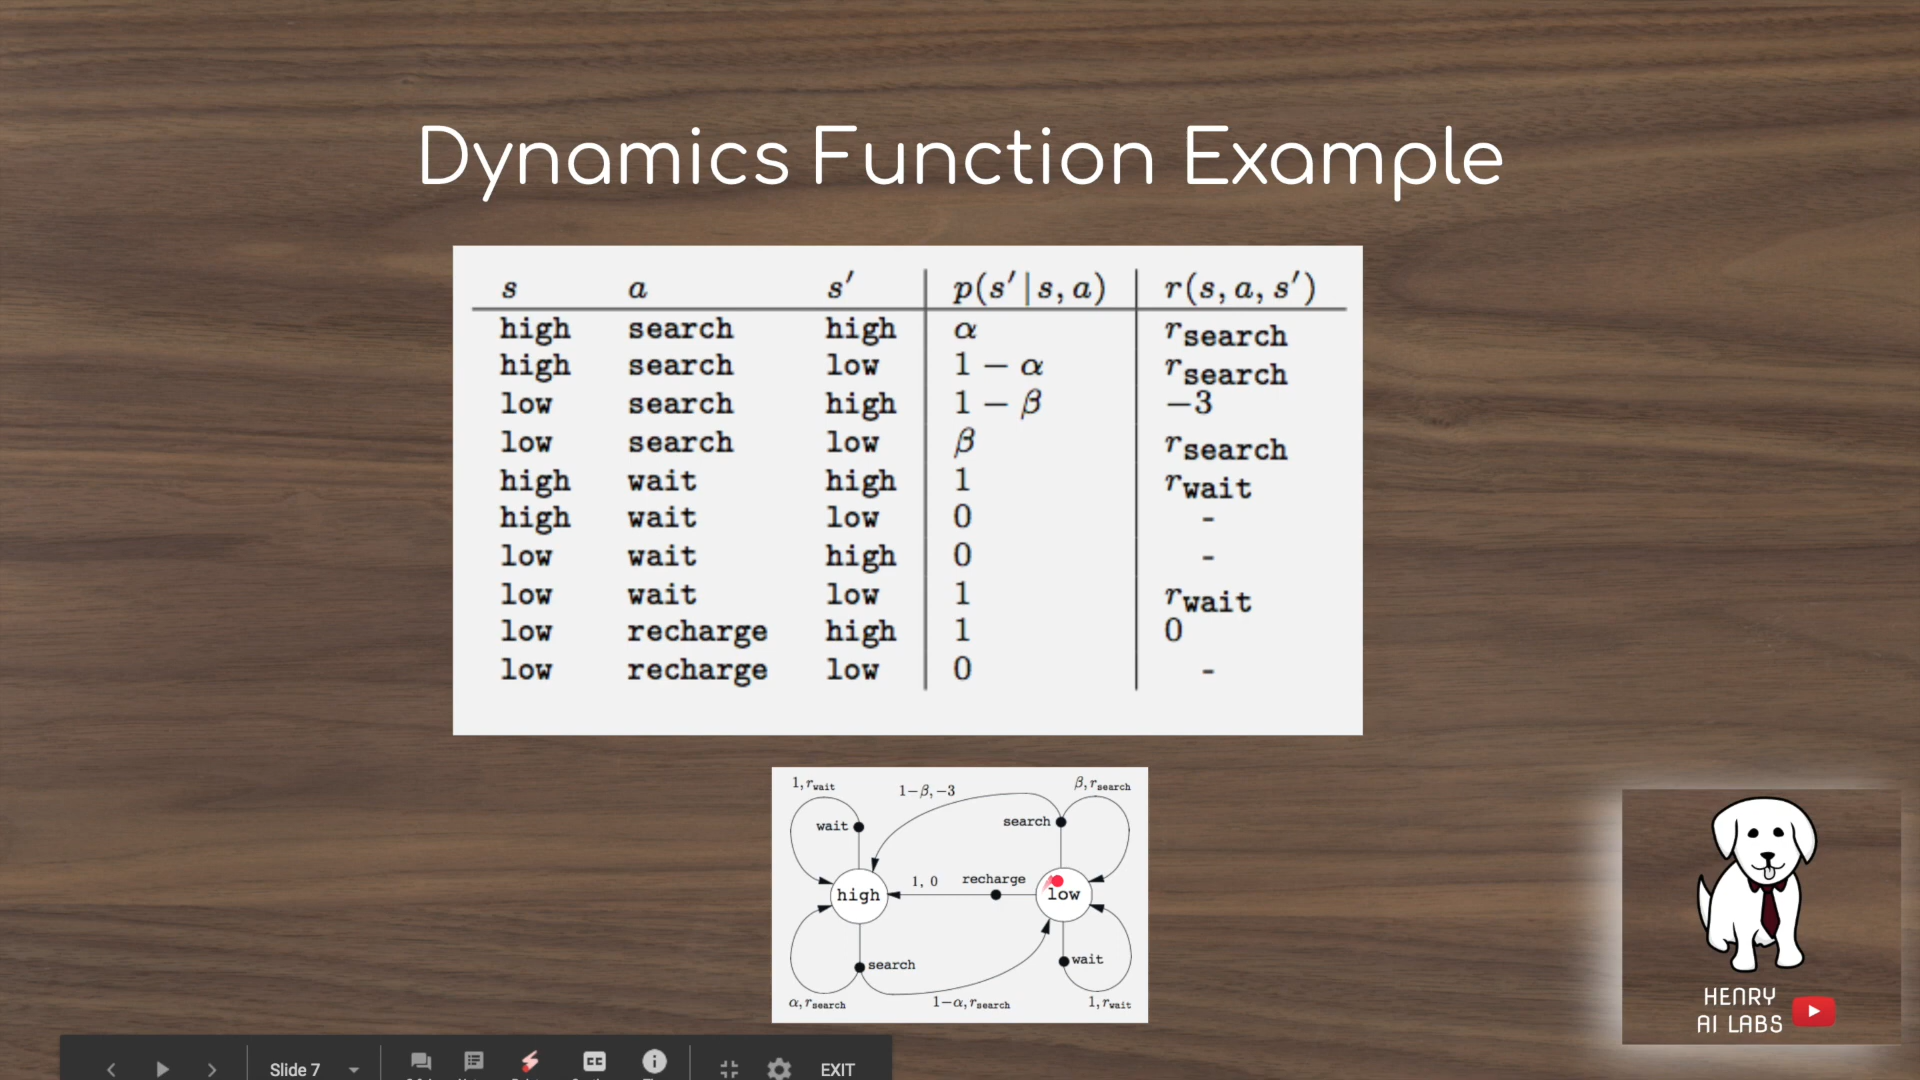 Dynamics Function Example
s a s′ p(s′ | s, a) r(s, a, s′)
high search high α r search
high search low 1 − α r search
low search high 1 − β −3
low search low β r search
high wait high 1 r wait
high wait low 0 -
low wait high 0 -
low wait low 1 r wait
low recharge high 1 0
low recharge low 0 -
1, r wait
1−β, −3
β, r search
wait
search
1, 0
recharge
high
low
search
wait
α, r search
1−α, r search
1, r wait
HENRY
AI LABS
Slide 7
CC
EXIT